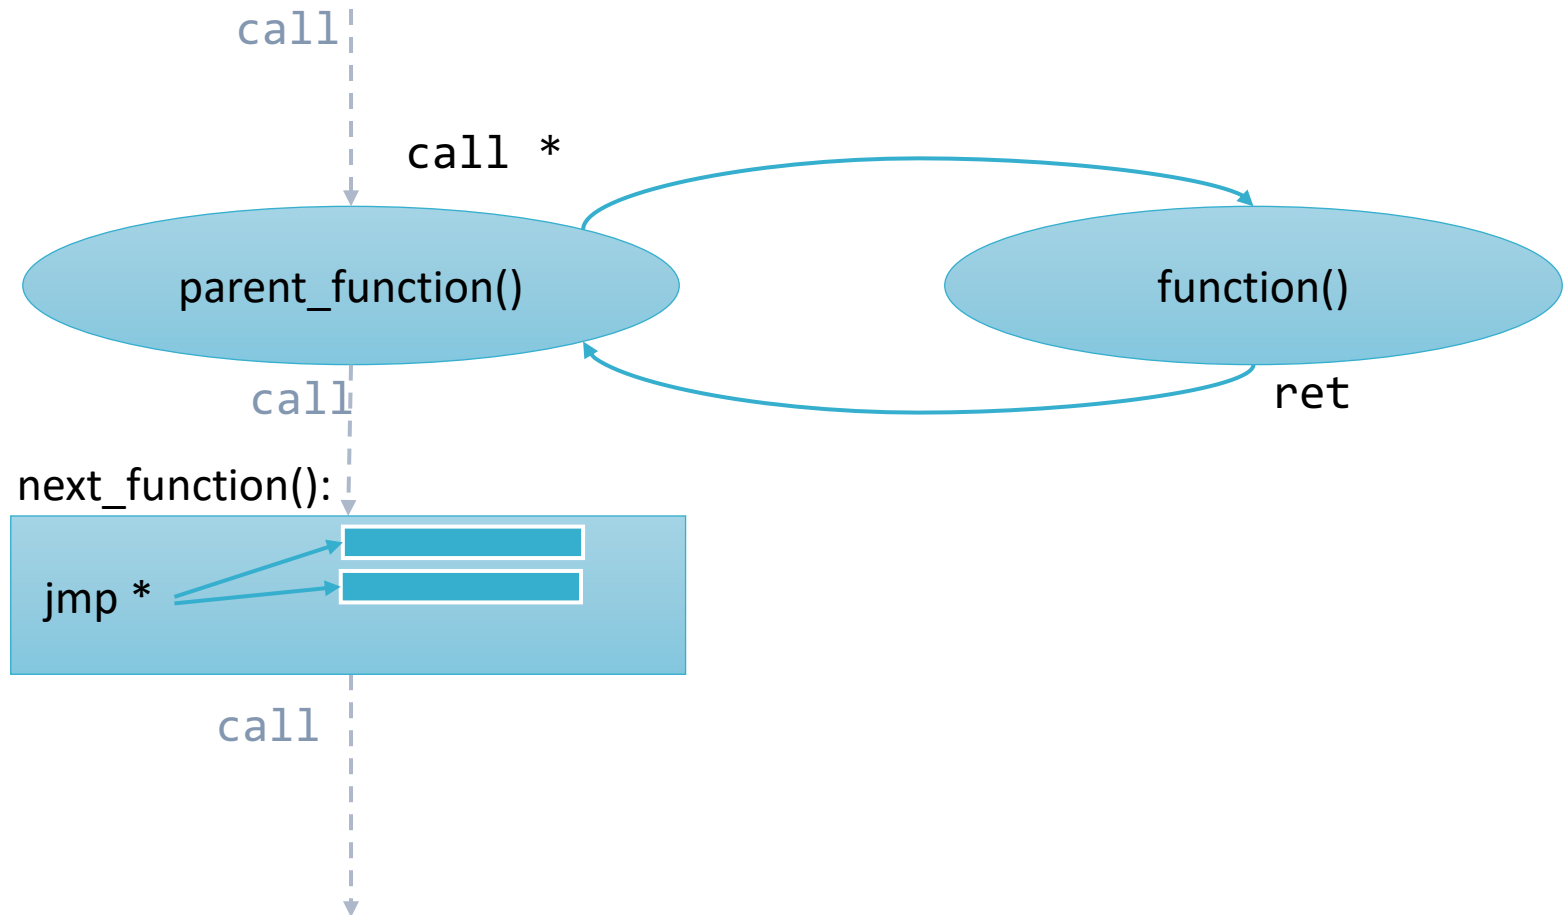 call
call *
parent_function()
function()
call
ret
next_function():
jmp *
call